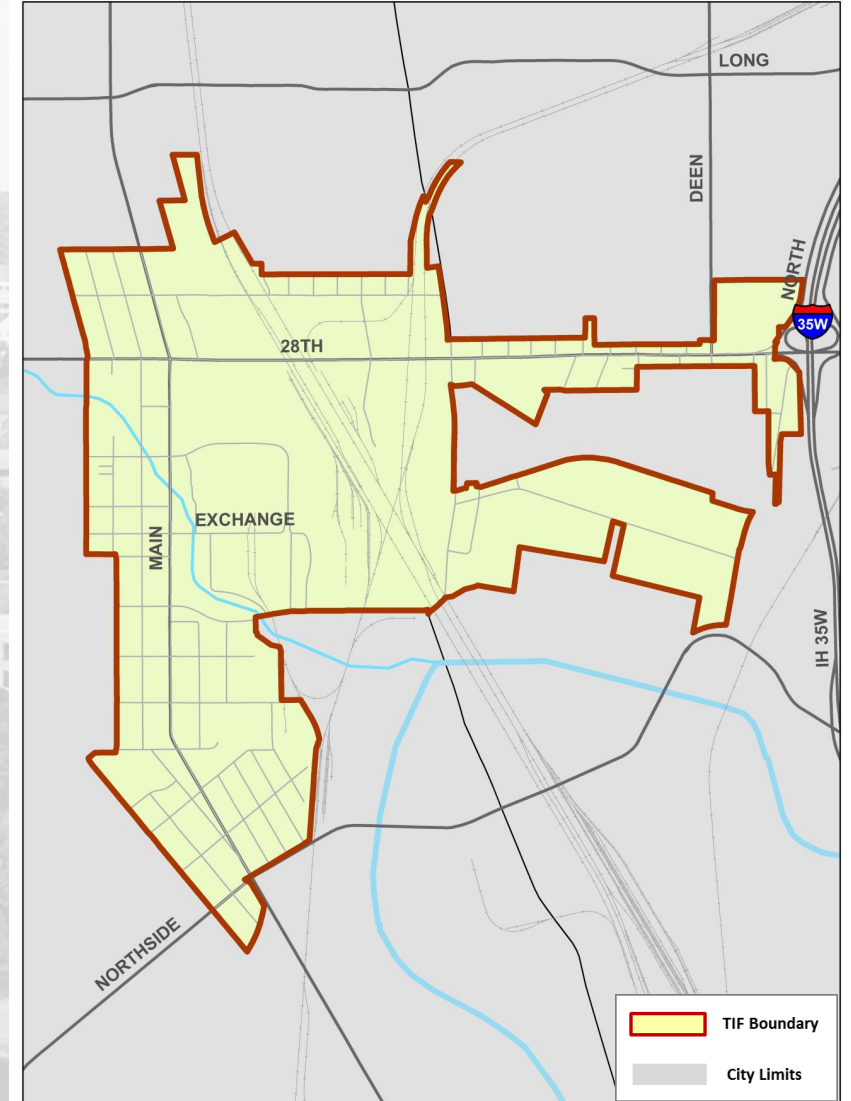 LONG
DEEN
NORTH
35W
28TH
EXCHANGE
MAIN
IH 35W
NORTHSIDE
TIF Boundary
City Limits